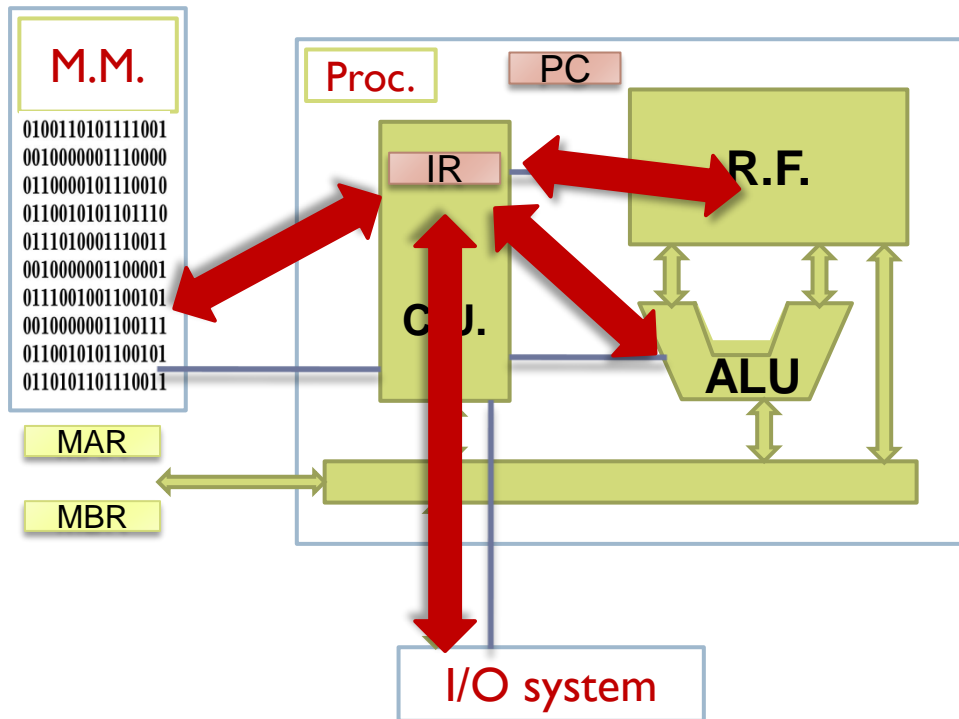 M.M.
0100110101111001
0010000001110000
0110000101110010
0110010101101110
0111010001110011
0010000001100001
0111001001100101
0010000001100111
0110010101100101
0110101101110011
MAR
MBR
Proc.
PC
IR
R.F.
C.U.
ALU
I/O system